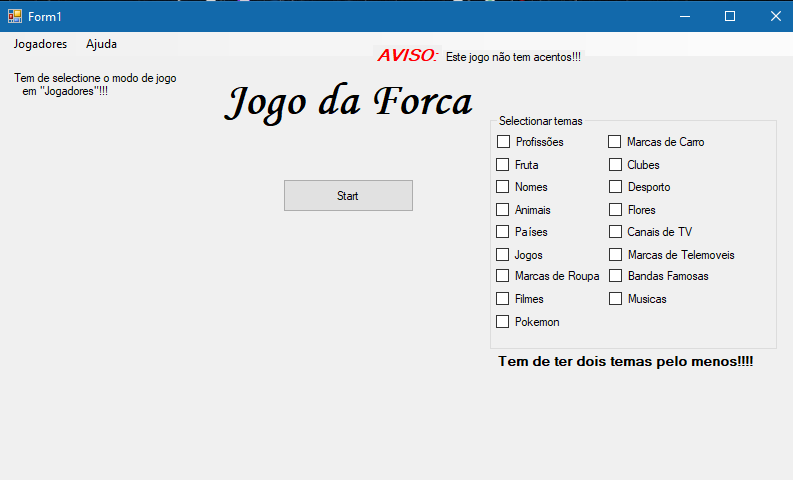 Form1
Jogadores Ajuda
AVISO: Este jogo não tem acentos!!!
Tem de selectione o modo de jogo
em "Jogadores"!!!
Jogo da Forca
Start
Selectionar temas
Profissões
Fruta
Nomes
Animais
Países
Jogos
Marcas de Roupa
Filmes
Pokemon
Marcas de Carro
Clubes
Desporto
Flores
Canais de TV
Marcas de Telemoveis
Bandas Famosas
Musicas
Tem de ter dois temas pelo menos!!!!